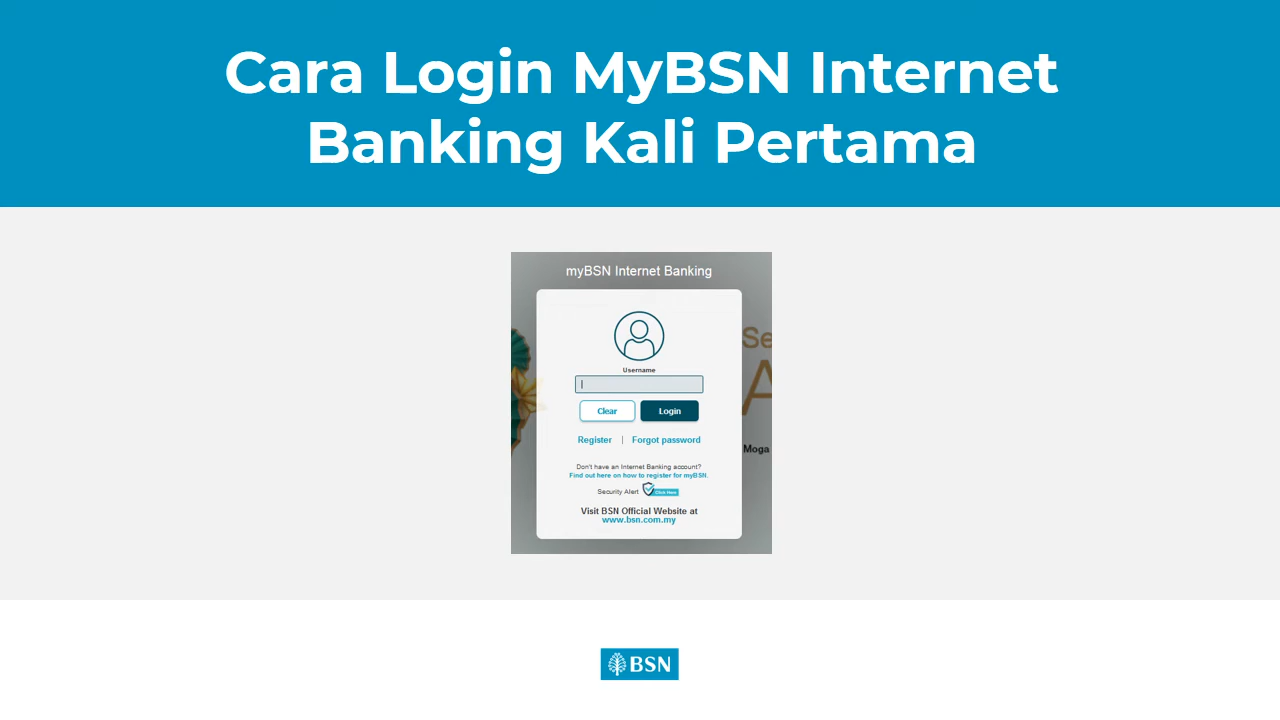 Cara Login MyBSN Internet
Banking Kali Pertama
myBSN Internet Banking
Se
A
Moga
Username
Clear
Login
Register | Forgot password
Don't have an Internet Banking account?
Find out here on how to register for myBSN.
Security Alert Click Here
Visit BSN Official Website at
www.bsn.com.my
BSN